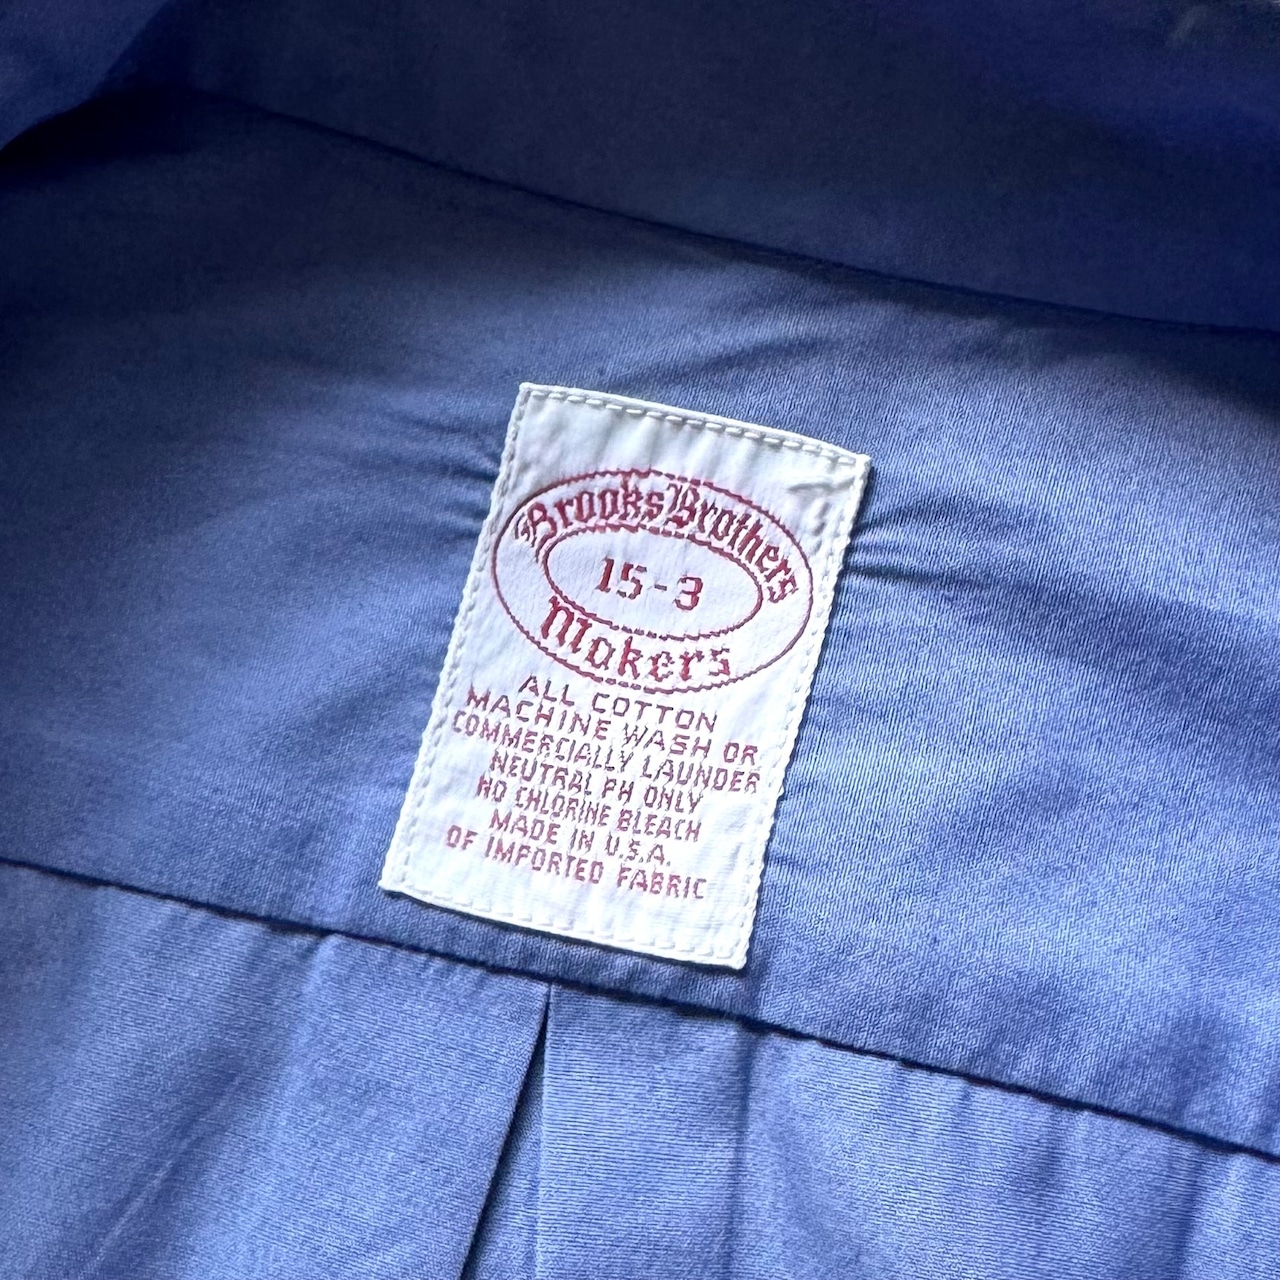 Brooks Brothers
15-3
Makers
ALL COTTON
MACHINE WASH OR
COMMERCIALLY LAUNDER
NEUTRAL PH ONLY
NO CHLORINE BLEACH
MADE IN U.S.A.
OF IMPORTED FABRIC